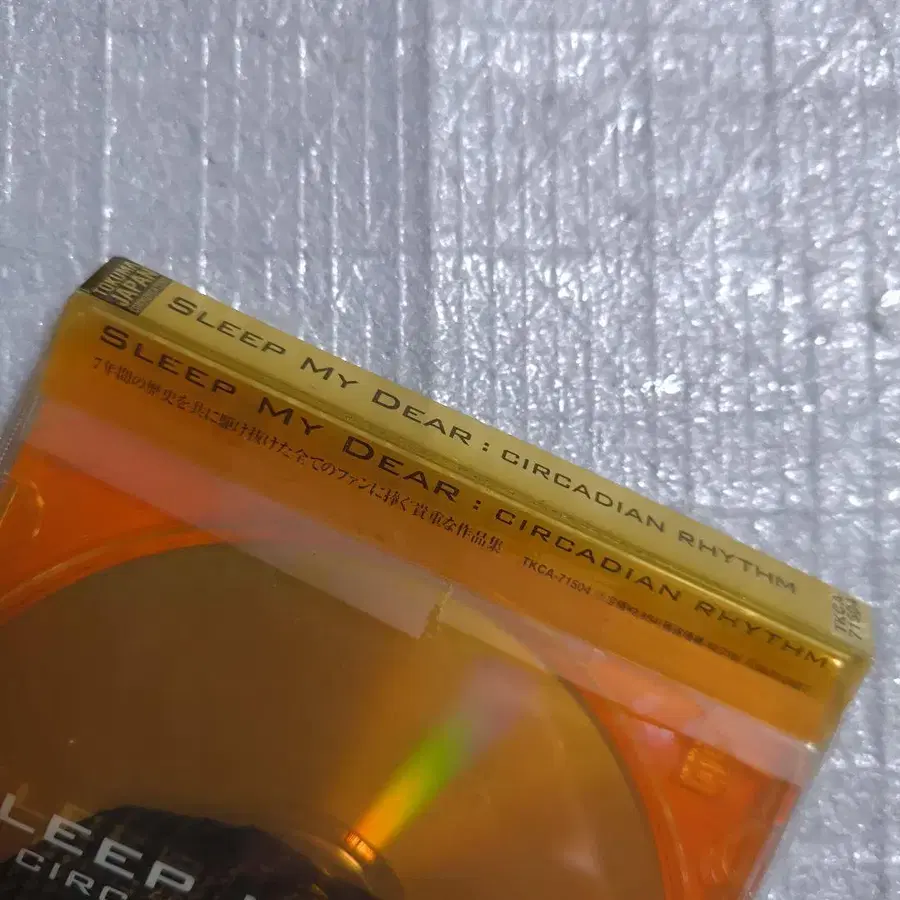 TOKUMA
JAPAN
SLEEP MY DEAR : CIRCADIAN RHYTHM
TKCA
71504
SLEEP MY DEAR : CIRCADIAN RHYTHM
7年間の歴史を共に駆け抜けた全てのファンに捧ぐ貴重な作品集
TKCA-71504
LEEP
CIRC